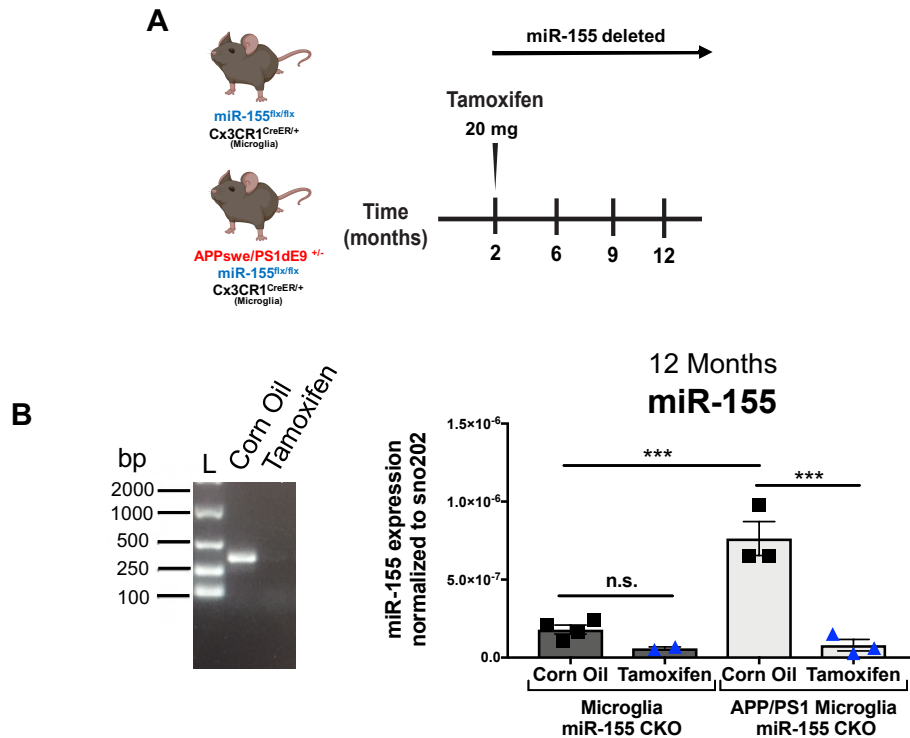 A
miR-155 deleted
Tamoxifen
20 mg
miR-155flx/flx
Cx3CR1CreER/+
(Microglia)
Time
(months)
2 6 9 12
APPswe/PS1dE9 +/-
miR-155flx/flx
Cx3CR1CreER/+
(Microglia)
B
bp L Corn Oil Tamoxifen
2000
1000
500
250
100
12 Months
miR-155
miR-155 expression
normalized to sno202
1.5×10-6
1.0×10-6
5.0×10-7
0.0
***
***
n.s.
Corn Oil Tamoxifen Corn Oil Tamoxifen
Microglia
miR-155 CKO
APP/PS1 Microglia
miR-155 CKO